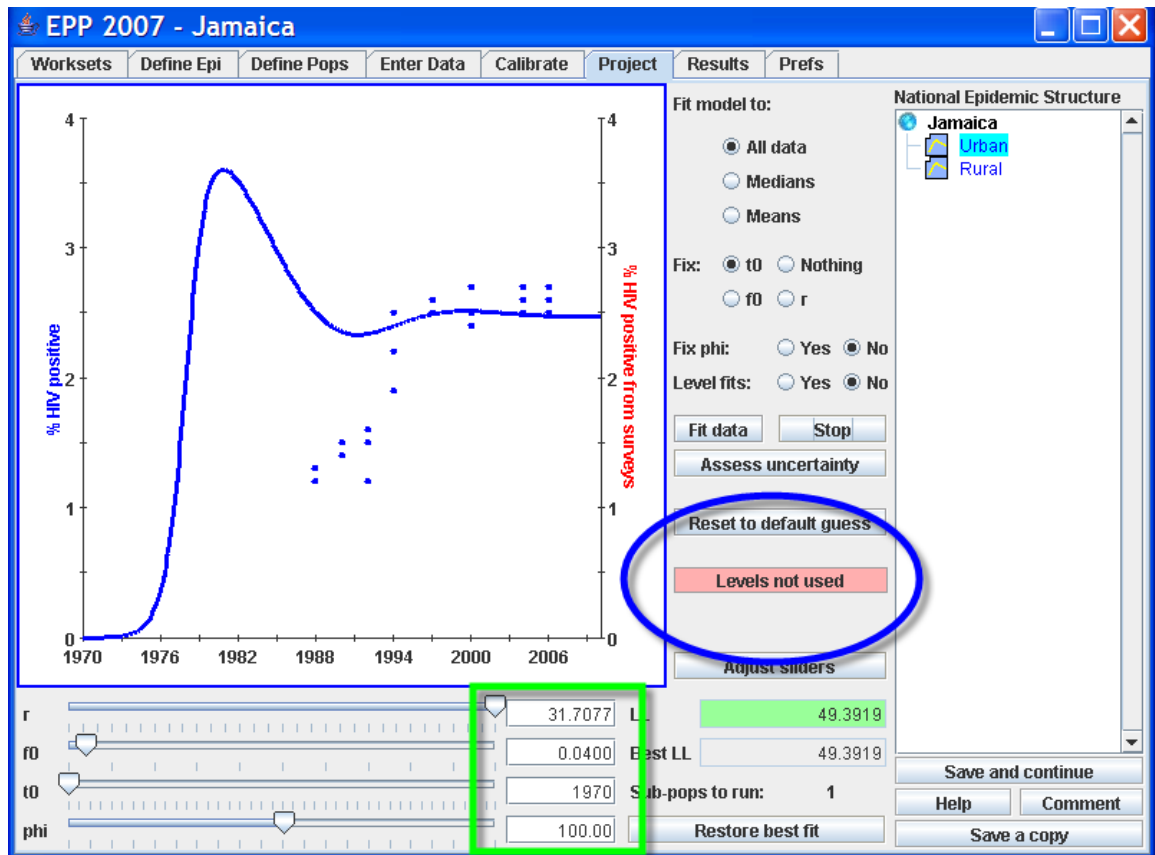 EPP 2007 - Jamaica
Worksets Define Epi Define Pops Enter Data Calibrate Project Results Prefs
4
3
2
1
0
% HIV positive
1970 1976 1982 1988 1994 2000 2006
4
3
2
1
0
% HIV positive from surveys
Fit model to:
All data
Medians
Means
Fix: t0 Nothing
f0 r
Fix phi: Yes No
Level fits: Yes No
Fit data Stop
Assess uncertainty
Reset to default guess
Levels not used
Adjust sliders
National Epidemic Structure
Jamaica
Urban
Rural
r 31.7077 LL 49.3919
f0 0.0400 Best LL 49.3919
t0 1970 Sub-pops to run: 1
phi 100.00 Restore best fit
Save and continue
Help Comment
Save a copy